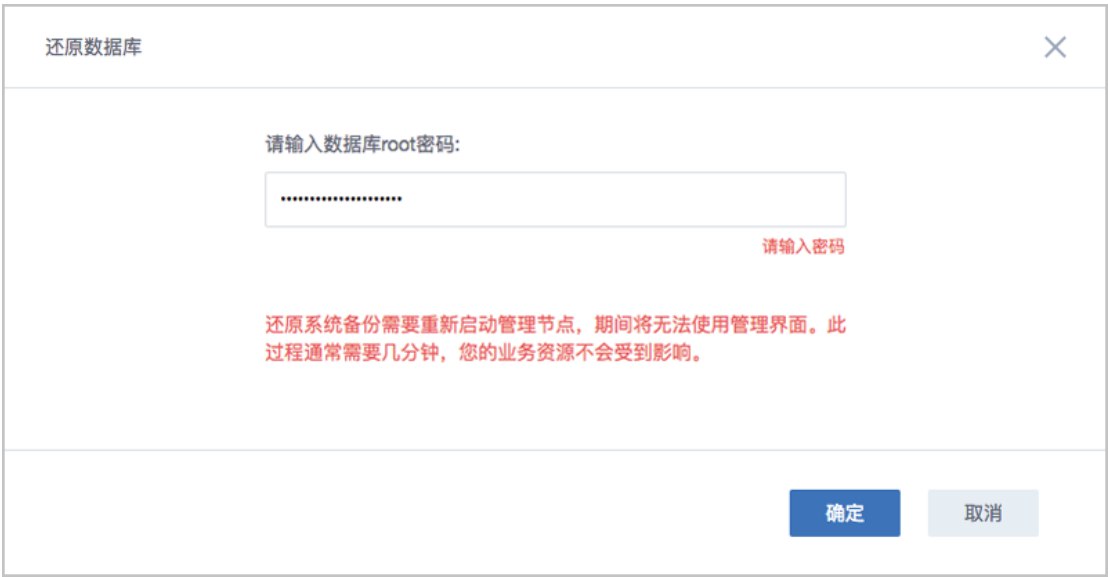 还原数据库
请输入数据库root密码:
•••••••••••••••••••••
请输入密码
还原系统备份需要重新启动管理节点，期间将无法使用管理界面。此
过程通常需要几分钟，您的业务资源不会受到影响。
确定
取消